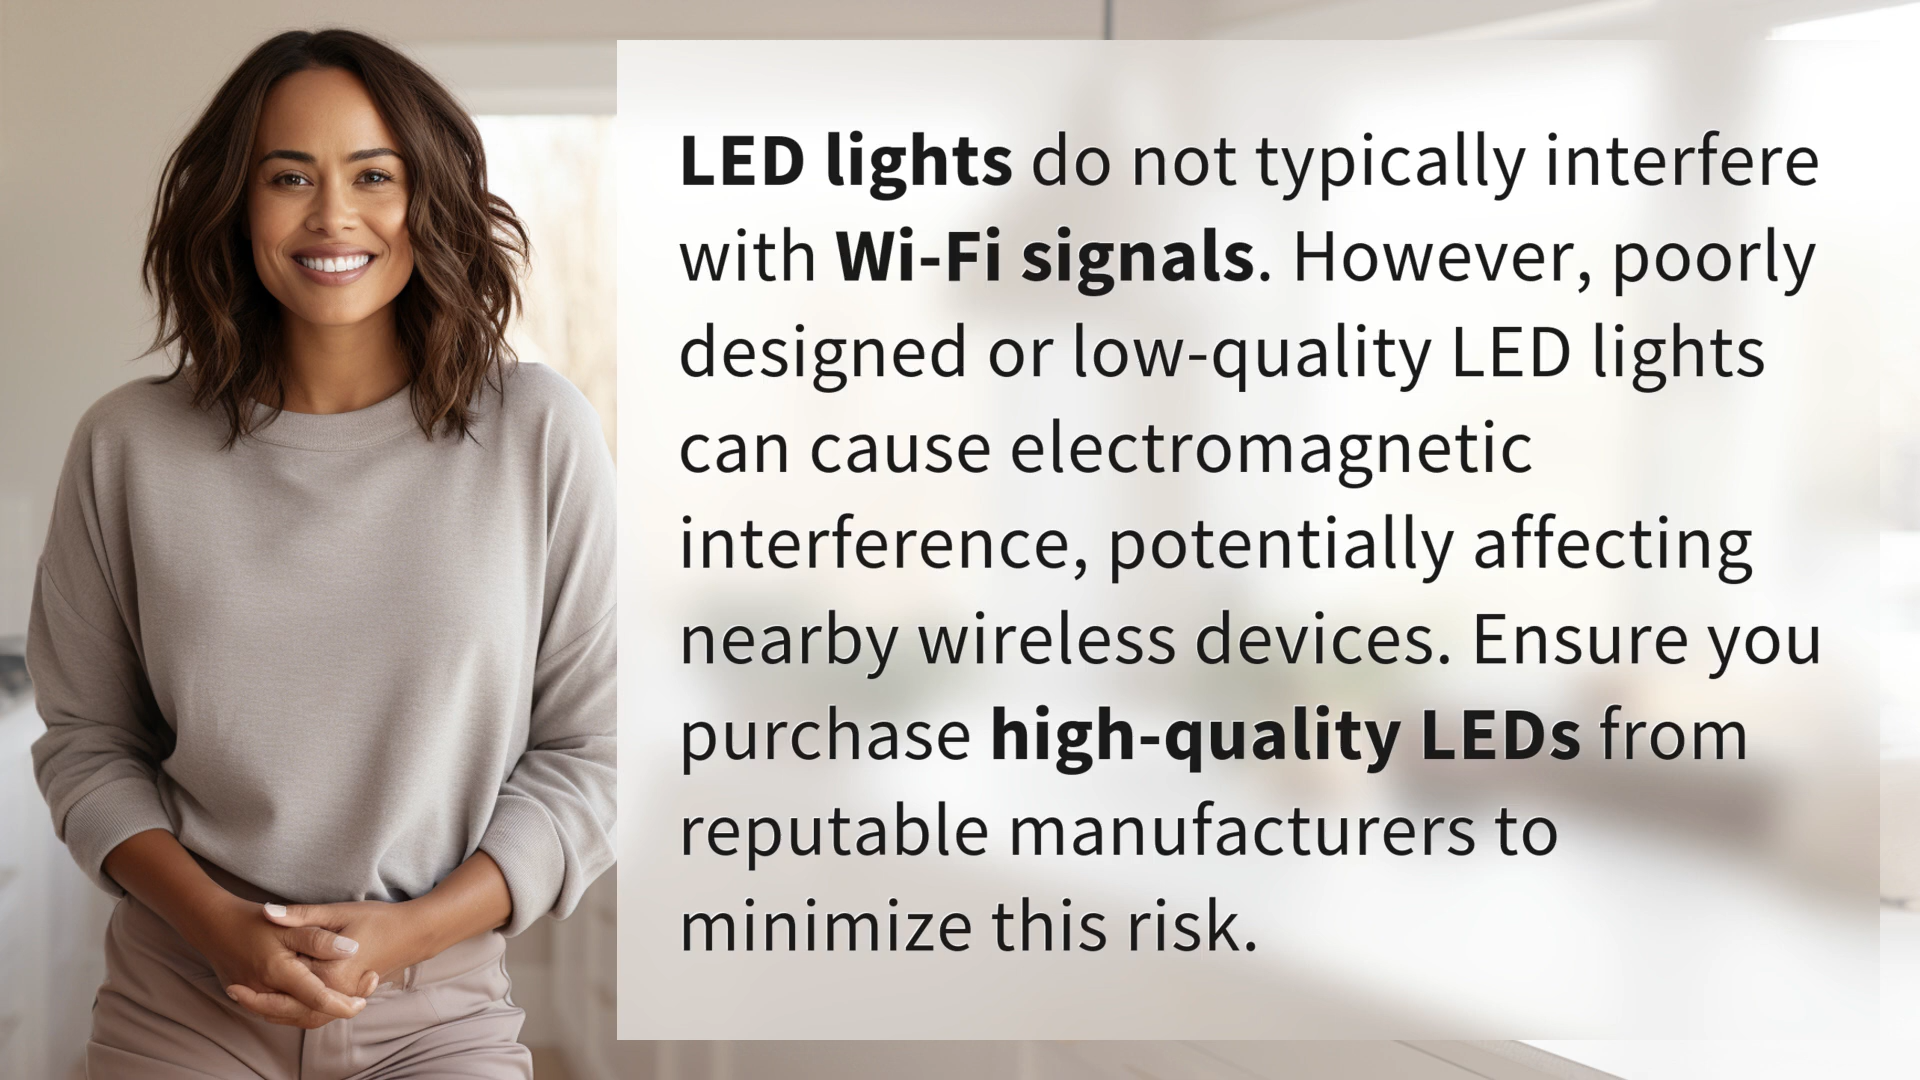 LED lights do not typically interfere
with Wi-Fi signals. However, poorly
designed or low-quality LED lights
can cause electromagnetic
interference, potentially affecting
nearby wireless devices. Ensure you
purchase high-quality LEDs from
reputable manufacturers to
minimize this risk.